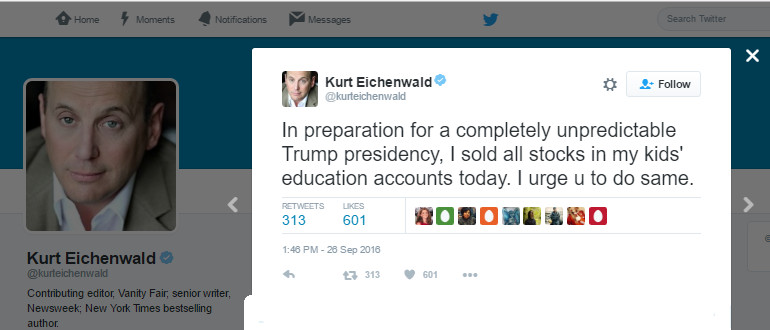 Home Moments Notifications Messages Search Twitter
Kurt Eichenwald
@kurteichenwald
Follow
In preparation for a completely unpredictable
Trump presidency, I sold all stocks in my kids'
education accounts today. I urge u to do same.
RETWEETS LIKES
313 601
1:46 PM - 26 Sep 2016
313 601
Kurt Eichenwald
@kurteichenwald
Contributing editor, Vanity Fair; senior writer,
Newsweek; New York Times bestselling
author.